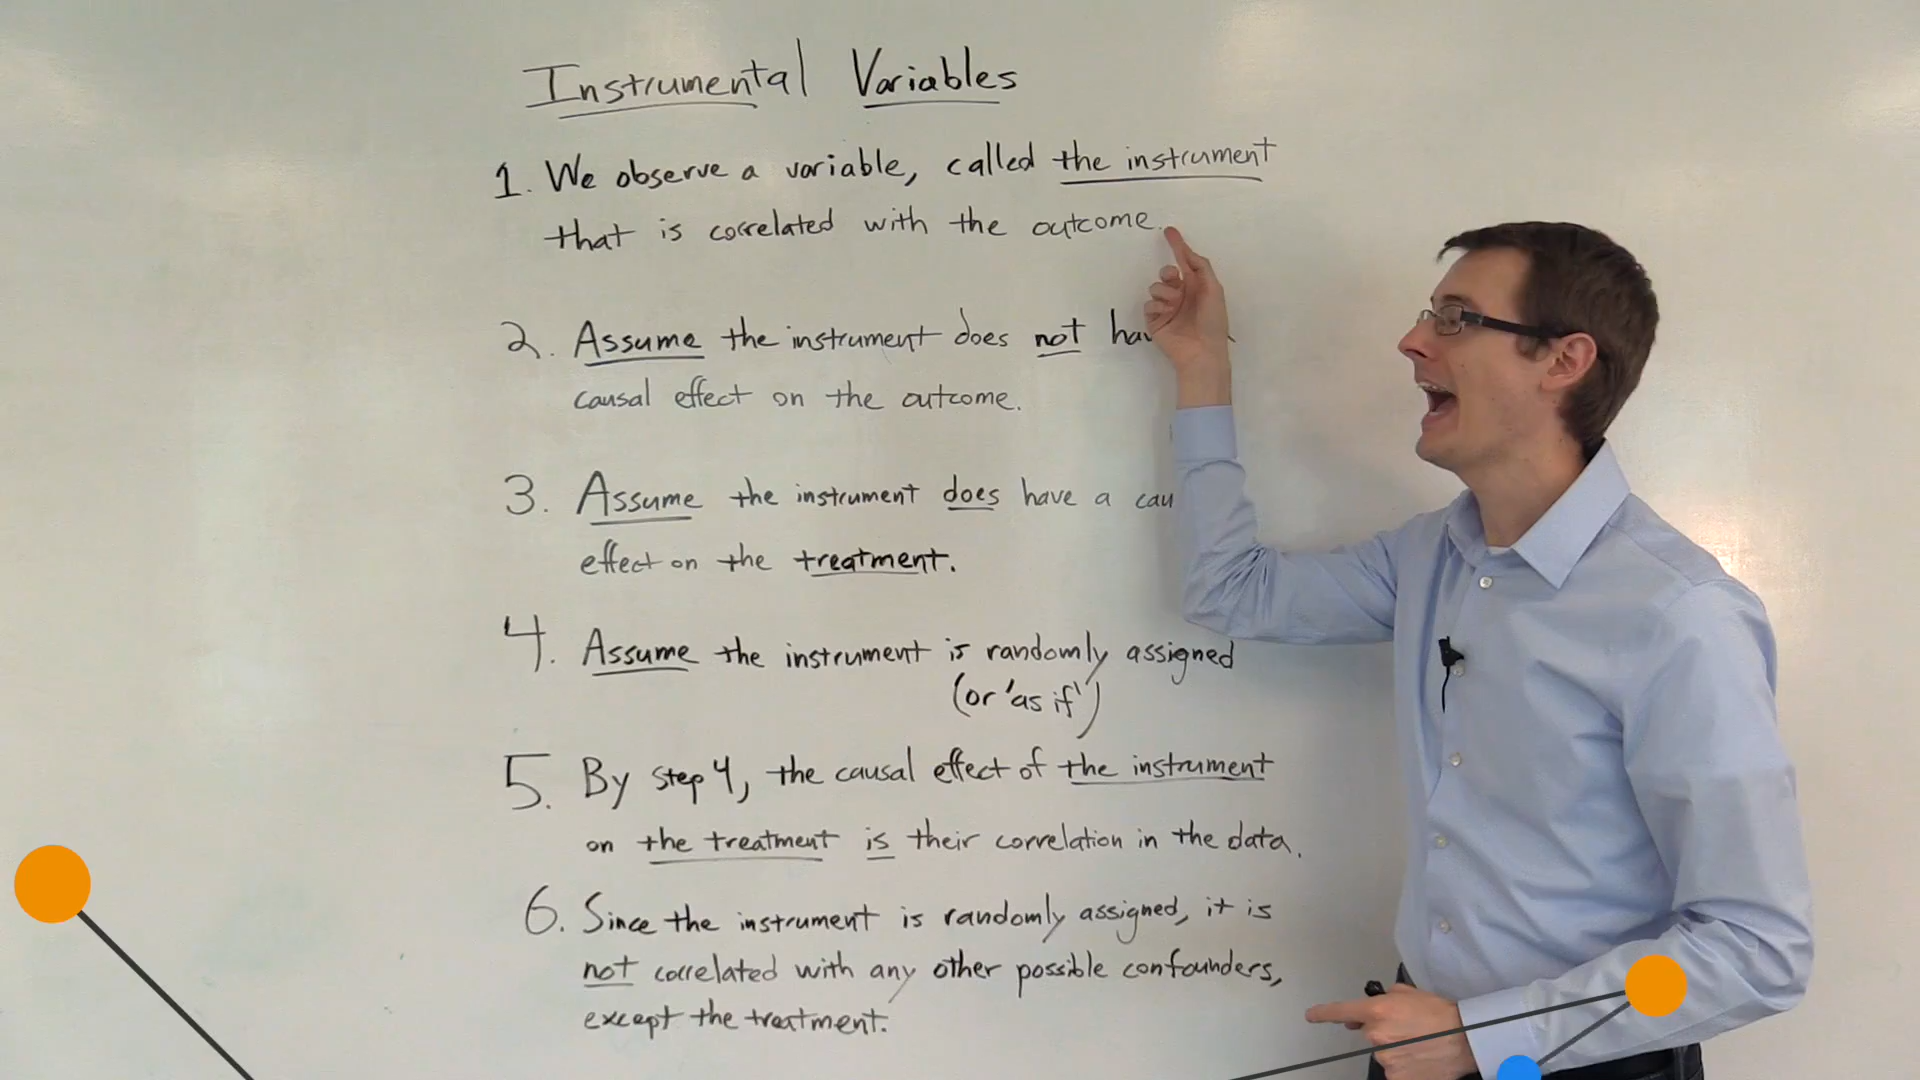 Instrumental Variables
1. We observe a variable, called the instrument
that is correlated with the outcome.
2. Assume the instrument does not
causal effect on the outcome.
3. Assume the instrument does have a cau
effect on the treatment.
4. Assume the instrument is randomly assigned
(or 'as if')
5. By step 4, the causal effect of the instrument
on the treatment is their correlation in the data.
6. Since the instrument is randomly assigned, it is
not correlated with any other possible confounders,
except the treatment.